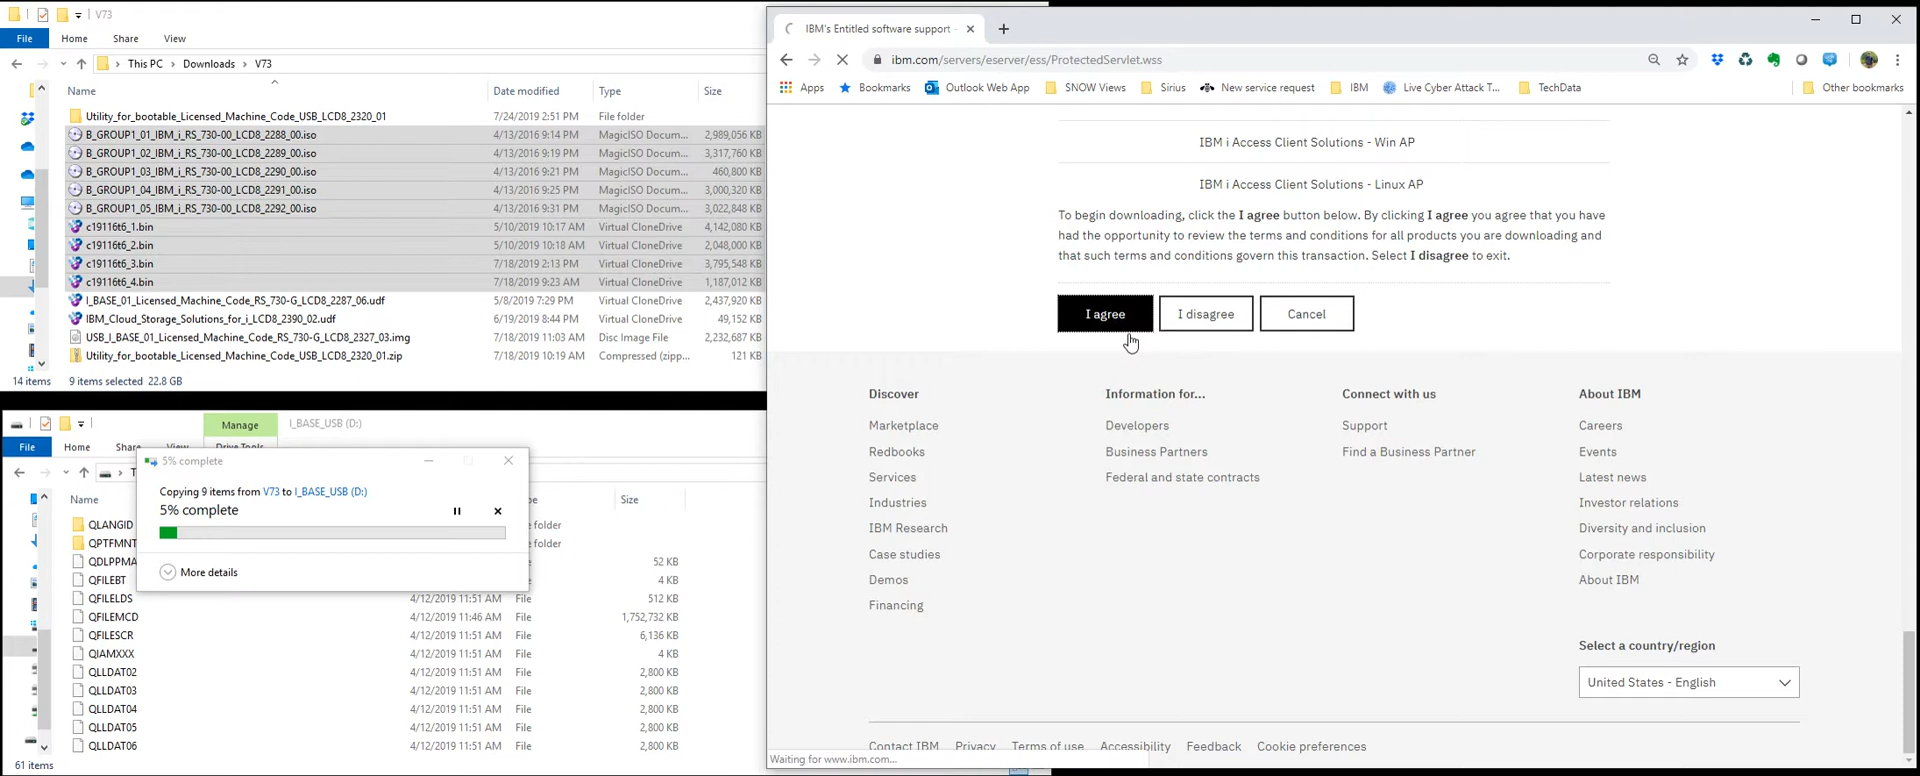 V73
File Home Share View
This PC > Downloads > V73
Name Date modified Type Size
Utility_for_bootable_Licensed_Machine_Code_USB_LCD8_2320_01 7/24/2019 2:51 PM File folder
B_GROUP1_01_IBM_i_RS_730-00_LCD8_2288_00.iso 4/13/2016 9:14 PM MagicISO Docum... 2,989,056 KB
B_GROUP1_02_IBM_i_RS_730-00_LCD8_2289_00.iso 4/13/2016 9:19 PM MagicISO Docum... 3,317,760 KB
B_GROUP1_03_IBM_i_RS_730-00_LCD8_2290_00.iso 4/13/2016 9:21 PM MagicISO Docum... 460,800 KB
B_GROUP1_04_IBM_i_RS_730-00_LCD8_2291_00.iso 4/13/2016 9:25 PM MagicISO Docum... 3,000,320 KB
B_GROUP1_05_IBM_i_RS_730-00_LCD8_2292_00.iso 4/13/2016 9:31 PM MagicISO Docum... 3,022,848 KB
c19116t6_1.bin 5/10/2019 10:17 AM Virtual CloneDrive 4,142,080 KB
c19116t6_2.bin 5/10/2019 10:18 AM Virtual CloneDrive 2,048,000 KB
c19116t6_3.bin 7/18/2019 2:13 PM Virtual CloneDrive 3,795,548 KB
c19116t6_4.bin 7/18/2019 9:23 AM Virtual CloneDrive 1,187,012 KB
I_BASE_01_Licensed_Machine_Code_RS_730-G_LCD8_2287_06.udf 5/8/2019 7:29 PM Virtual CloneDrive 2,437,920 KB
IBM_Cloud_Storage_Solutions_for_i_LCD8_2390_02.udf 6/19/2019 8:44 PM Virtual CloneDrive 49,152 KB
USB_I_BASE_01_Licensed_Machine_Code_RS_730-G_LCD8_2327_03.img 7/18/2019 11:03 AM Disc Image File 2,232,687 KB
Utility_for_bootable_Licensed_Machine_Code_USB_LCD8_2320_01.zip 7/18/2019 10:19 AM Compressed (zipp... 121 KB
14 items 9 items selected 22.8 GB
Manage I_BASE_USB (D:)
File Home Share View Drive Tools
5% complete
Copying 9 items from V73 to I_BASE_USB (D:)
5% complete
More details
Name Size
QLANGID e folder
QPTFMNT e folder
QDLPPMA 52 KB
QFILEBT 4 KB
QFILELDS 4/12/2019 11:51 AM File 512 KB
QFILEMCD 4/12/2019 11:46 AM File 1,752,732 KB
QFILESCR 4/12/2019 11:51 AM File 6,136 KB
QIAMXXX 4/12/2019 11:51 AM File 4 KB
QLLDAT02 4/12/2019 11:51 AM File 2,800 KB
QLLDAT03 4/12/2019 11:51 AM File 2,800 KB
QLLDAT04 4/12/2019 11:51 AM File 2,800 KB
QLLDAT05 4/12/2019 11:51 AM File 2,800 KB
QLLDAT06 4/12/2019 11:51 AM File 2,800 KB
61 items
IBM's Entitled software support -
ibm.com/servers/eserver/ess/ProtectedServlet.wss
Apps Bookmarks Outlook Web App SNOW Views Sirius New service request IBM Live Cyber Attack T... TechData Other bookmarks
IBM i Access Client Solutions - Win AP
IBM i Access Client Solutions - Linux AP
To begin downloading, click the I agree button below. By clicking I agree you agree that you have
had the opportunity to review the terms and conditions for all products you are downloading and
that such terms and conditions govern this transaction. Select I disagree to exit.
I agree I disagree Cancel
Discover Information for... Connect with us About IBM
Marketplace Developers Support Careers
Redbooks Business Partners Find a Business Partner Events
Services Federal and state contracts Latest news
Industries Investor relations
IBM Research Diversity and inclusion
Case studies Corporate responsibility
Demos About IBM
Financing
Select a country/region
United States - English
Contact IBM Privacy Terms of use Accessibility Feedback Cookie preferences
Waiting for www.ibm.com...